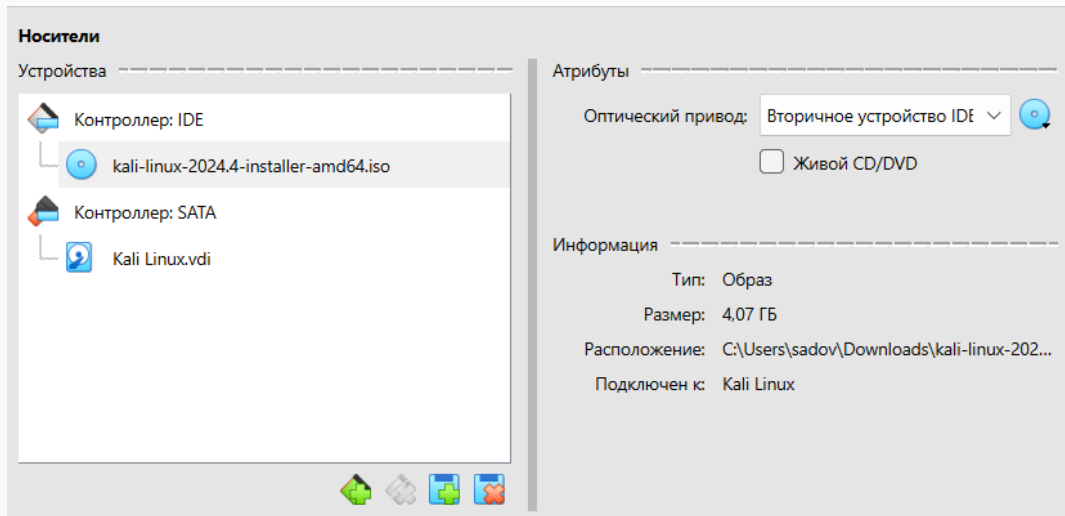 Носители
Устройства
Контроллер: IDE
kali-linux-2024.4-installer-amd64.iso
Контроллер: SATA
Kali Linux.vdi
Атрибуты
Оптический привод: Вторичное устройство IDE
Живой CD/DVD
Информация
Тип: Образ
Размер: 4,07 ГБ
Расположение: C:\Users\sadov\Downloads\kali-linux-202...
Подключен к: Kali Linux